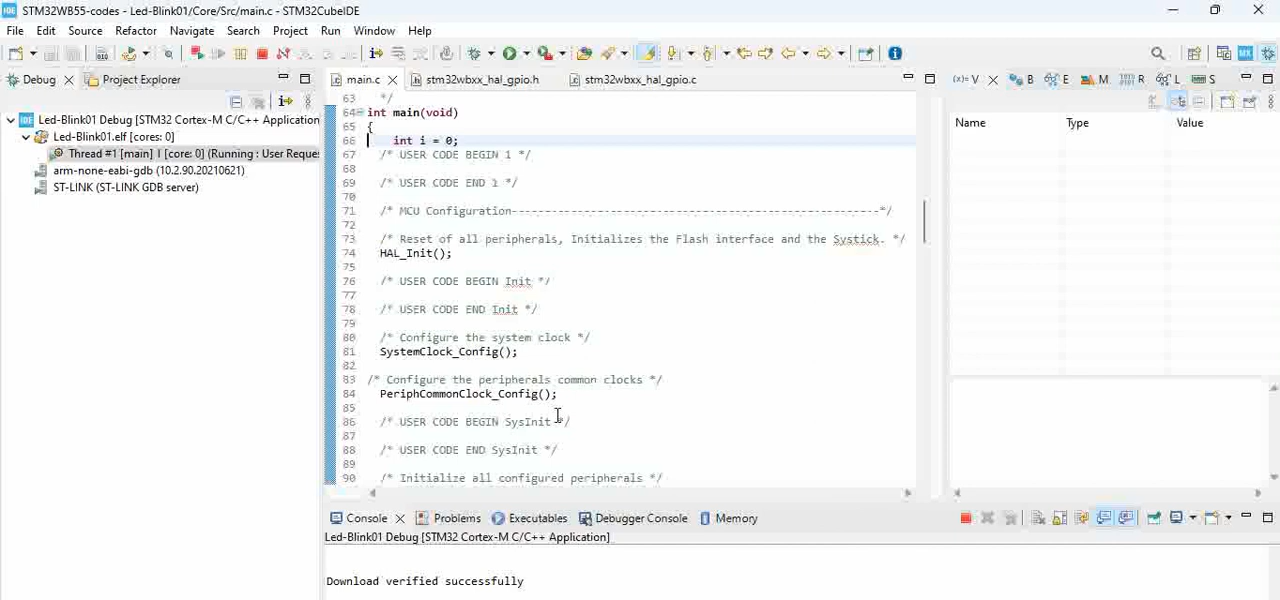 STM32WB55-codes - Led-Blink01/Core/Src/main.c - STM32CubeIDE
File Edit Source Refactor Navigate Search Project Run Window Help
Debug Project Explorer
Led-Blink01 Debug [STM32 Cortex-M C/C++ Application]
Led-Blink01.elf [cores: 0]
Thread #1 [main] 1 [core: 0] (Running : User Reques
arm-none-eabi-gdb (10.2.90.20210621)
ST-LINK (ST-LINK GDB server)
main.c stm32wbxx_hal_gpio.h stm32wbxx_hal_gpio.c
63 */
64 int main(void)
65 {
66 int i = 0;
67 /* USER CODE BEGIN 1 */
68
69 /* USER CODE END 1 */
70
71 /* MCU Configuration--------------------------------------------------------*/
72
73 /* Reset of all peripherals, Initializes the Flash interface and the Systick. */
74 HAL_Init();
75
76 /* USER CODE BEGIN Init */
77
78 /* USER CODE END Init */
79
80 /* Configure the system clock */
81 SystemClock_Config();
82
83 /* Configure the peripherals common clocks */
84 PeriphCommonClock_Config();
85
86 /* USER CODE BEGIN SysInit */
87
88 /* USER CODE END SysInit */
89
90 /* Initialize all configured peripherals */
(x)= V B E M R L S
Name Type Value
Console Problems Executables Debugger Console Memory
Led-Blink01 Debug [STM32 Cortex-M C/C++ Application]
Download verified successfully